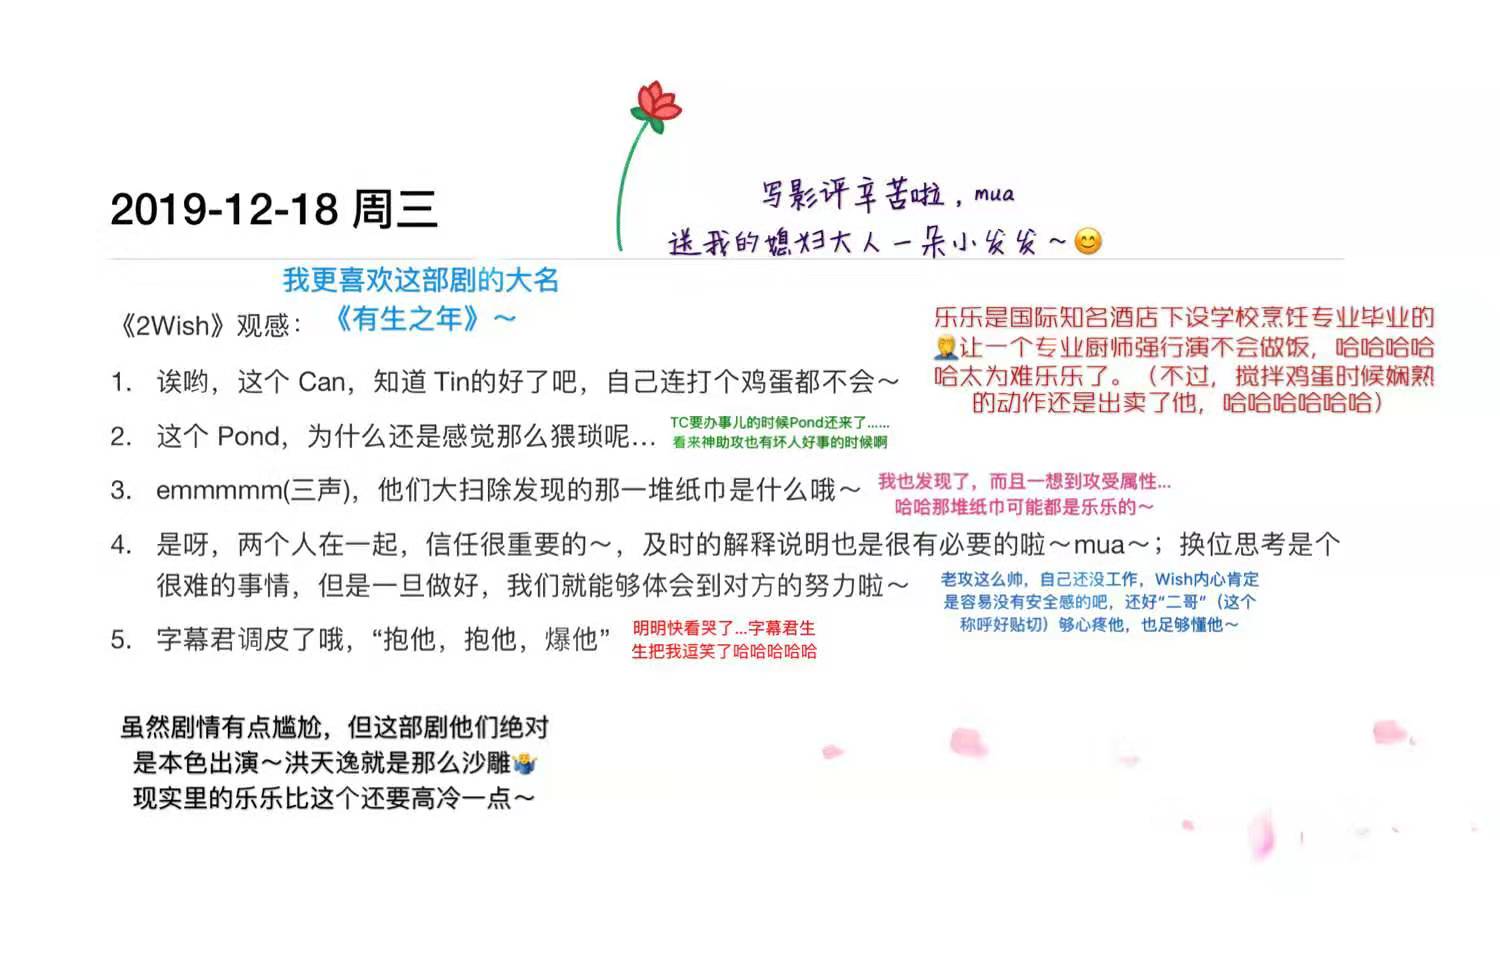 写影评辛苦啦，mua
送我的媳妇大人一朵小发发～😊
2019-12-18 周三
我更喜欢这部剧的大名
《有生之年》～
《2Wish》观感：
乐乐是国际知名酒店下设学校烹饪专业毕业的
🤦让一个专业厨师强行演不会做饭，哈哈哈哈
哈太为难乐乐了。（不过，搅拌鸡蛋时候娴熟
的动作还是出卖了他，哈哈哈哈哈哈）
1. 诶哟，这个 Can，知道 Tin的好了吧，自己连打个鸡蛋都不会～
2. 这个 Pond，为什么还是感觉那么猥琐呢…
TC要办事儿的时候Pond还来了......
看来神助攻也有坏人好事的时候啊
3. emmmmm(三声)，他们大扫除发现的那一堆纸巾是什么哦～
我也发现了，而且一想到攻受属性...
哈哈那堆纸巾可能都是乐乐的～
4. 是呀，两个人在一起，信任很重要的～，及时的解释说明也是很有必要的啦～mua～；换位思考是个
很难的事情，但是一旦做好，我们就能够体会到对方的努力啦～
老攻这么帅，自己还没工作，Wish内心肯定
是容易没有安全感的吧，还好“二哥”（这个
称呼好贴切）够心疼他，也足够懂他～
5. 字幕君调皮了哦，“抱他，抱他，爆他”
明明快看哭了...字幕君生
生把我逗笑了哈哈哈哈哈
虽然剧情有点尴尬，但这部剧他们绝对
是本色出演～洪天逸就是那么沙雕🤷
现实里的乐乐比这个还要高冷一点～